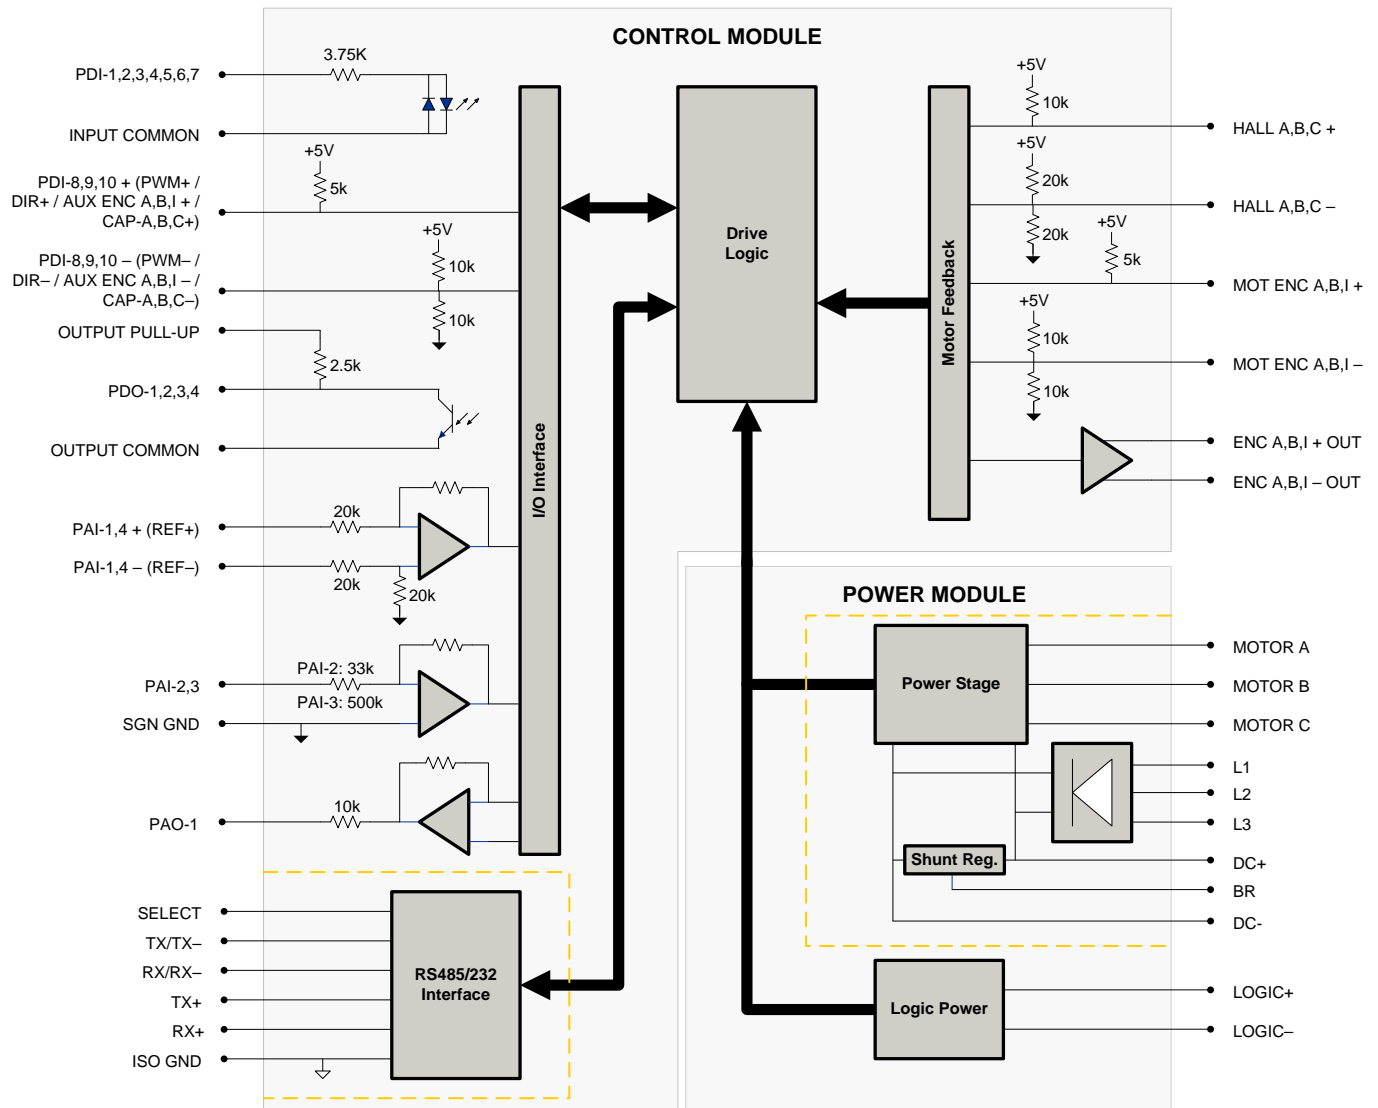 CONTROL MODULE
PDI-1,2,3,4,5,6,7
3.75K
INPUT COMMON
+5V
5k
PDI-8,9,10 + (PWM+ /
DIR+ / AUX ENC A,B,I + /
CAP-A,B,C+)
+5V
10k
10k
PDI-8,9,10 – (PWM– /
DIR– / AUX ENC A,B,I – /
CAP-A,B,C–)
OUTPUT PULL-UP
2.5k
PDO-1,2,3,4
OUTPUT COMMON
20k
PAI-1,4 + (REF+)
PAI-1,4 – (REF–)
20k
20k
PAI-2: 33k
PAI-2,3
PAI-3: 500k
SGN GND
10k
PAO-1
I/O Interface
SELECT
TX/TX–
RX/RX–
TX+
RX+
ISO GND
RS485/232
Interface
Drive
Logic
Motor Feedback
+5V
10k
HALL A,B,C +
+5V
20k
HALL A,B,C –
20k
+5V
5k
MOT ENC A,B,I +
+5V
10k
MOT ENC A,B,I –
10k
ENC A,B,I + OUT
ENC A,B,I – OUT
POWER MODULE
Power Stage
MOTOR A
MOTOR B
MOTOR C
L1
L2
L3
Shunt Reg.
DC+
BR
DC-
Logic Power
LOGIC+
LOGIC–